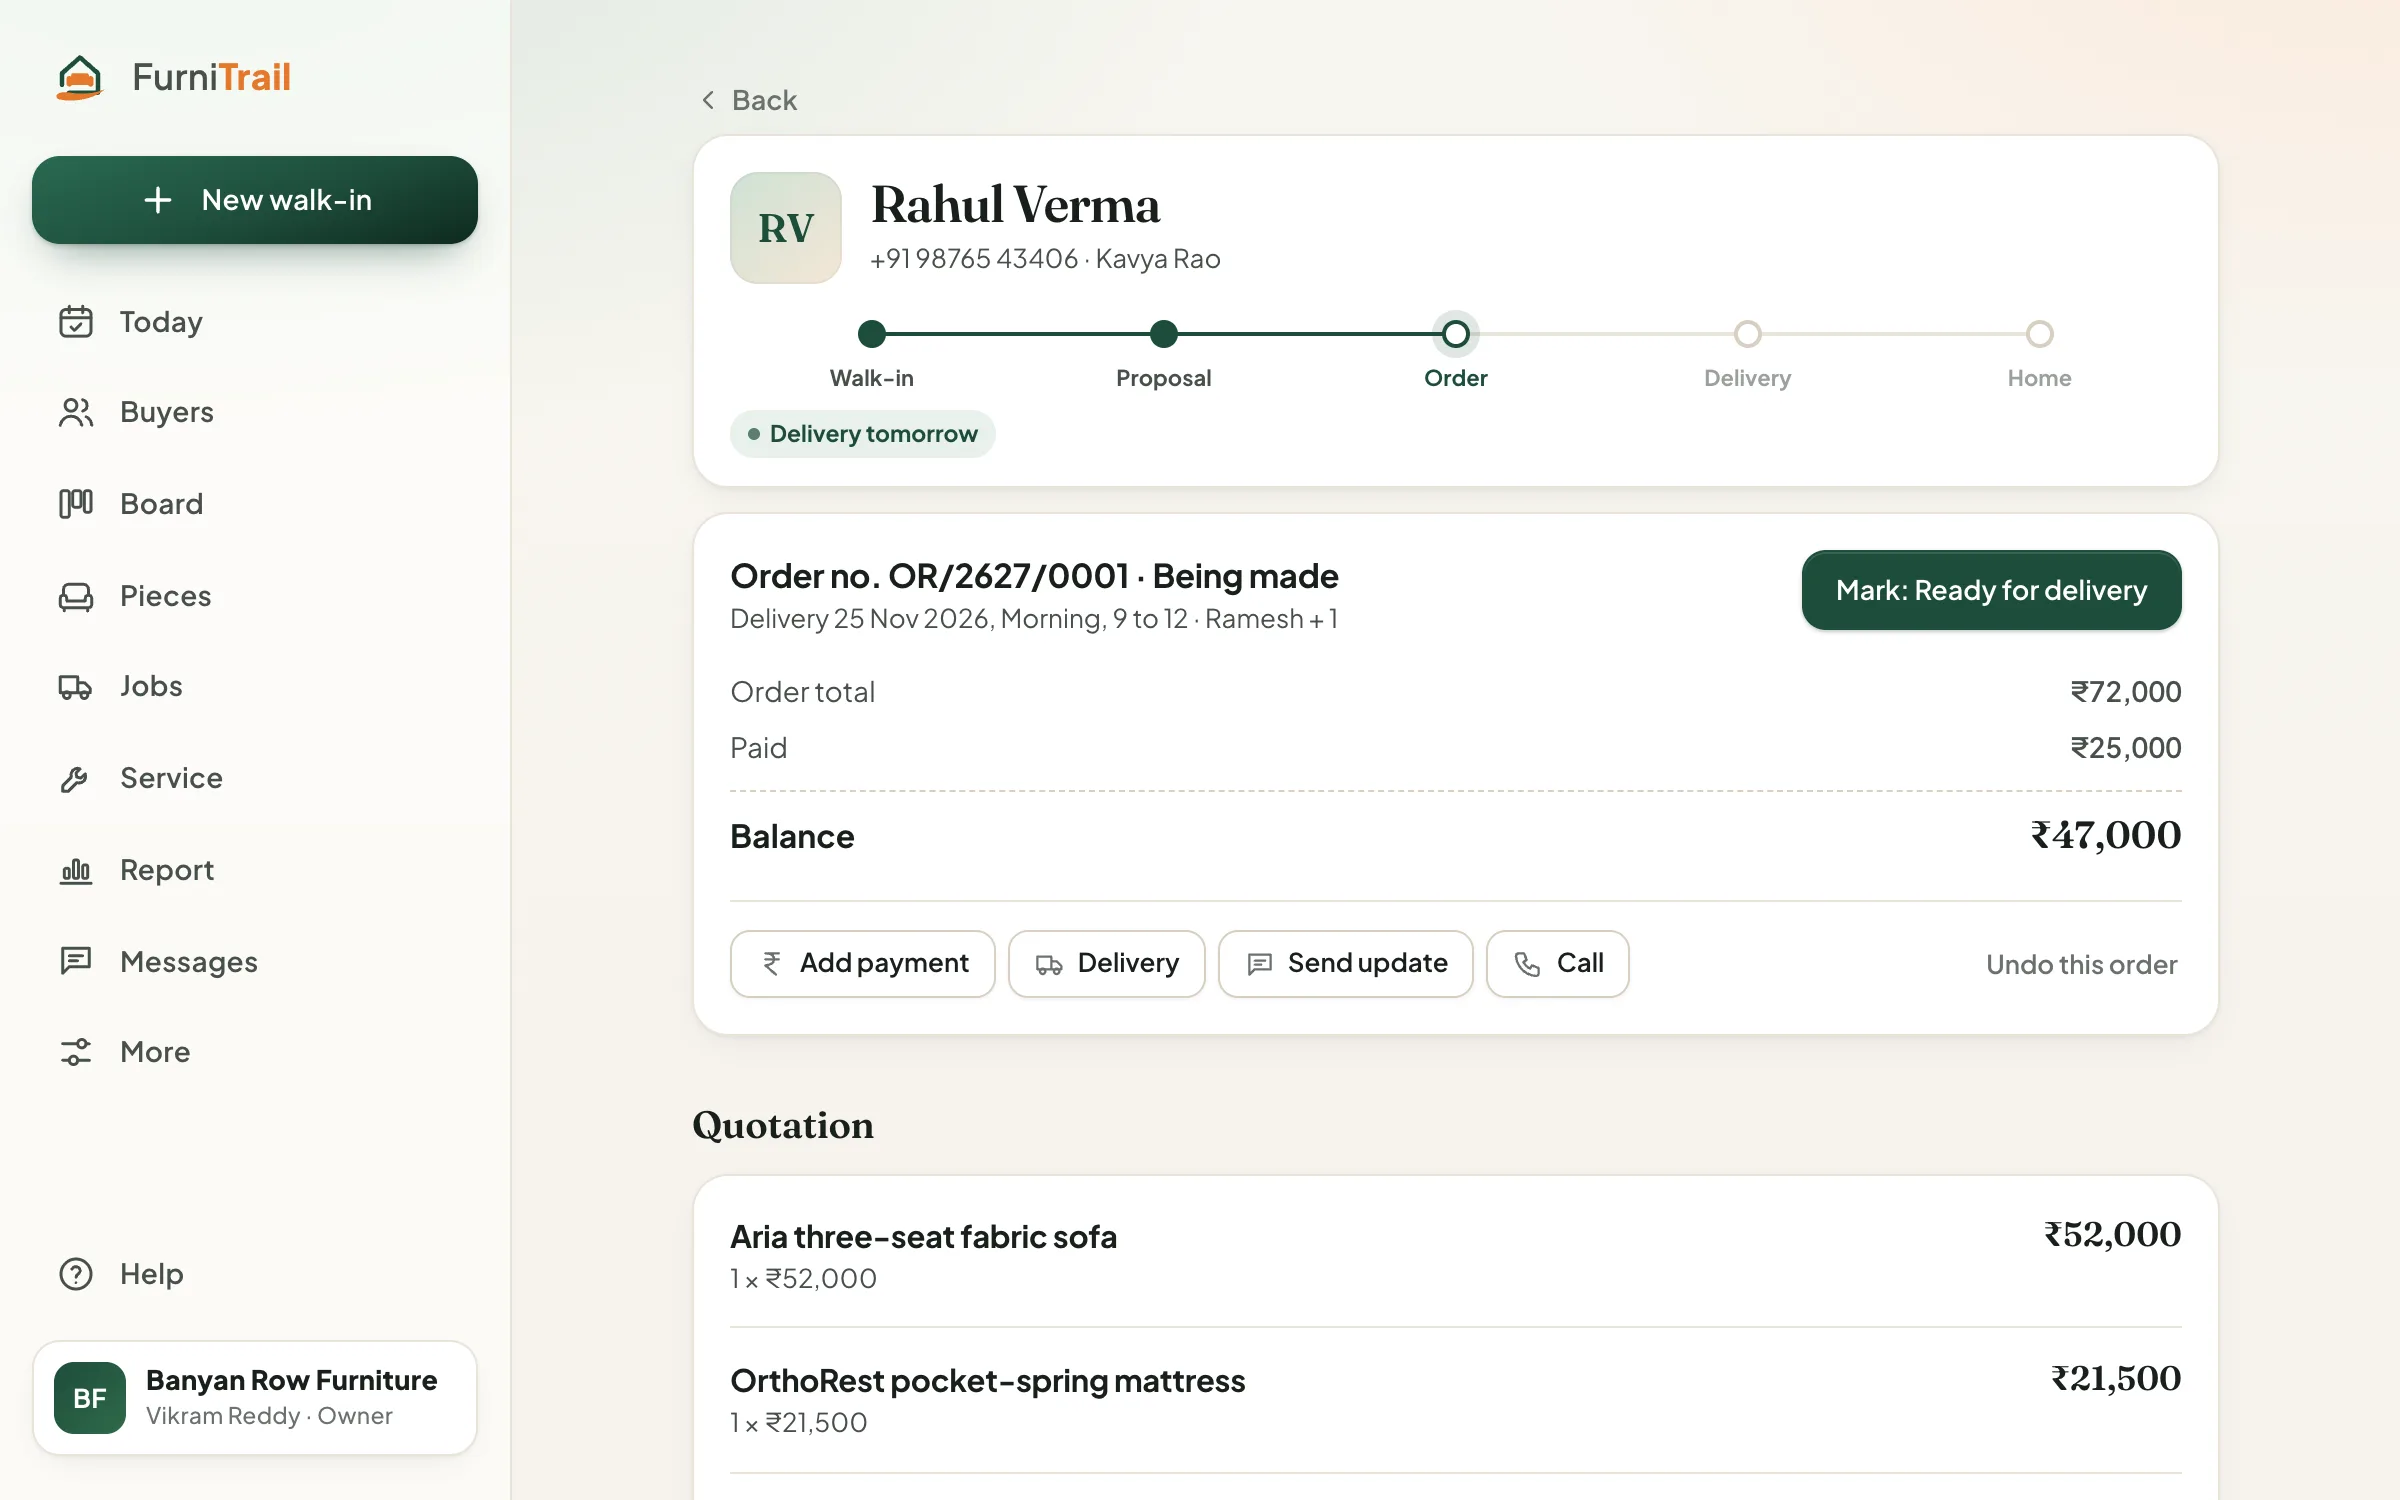 FurniTrail
New walk-in
Today
Buyers
Board
Pieces
Jobs
Service
Report
Messages
More
Help
BF
Banyan Row Furniture
Vikram Reddy · Owner
Back
RV
Rahul Verma
+91 98765 43406 · Kavya Rao
Walk-in
Proposal
Order
Delivery
Home
Delivery tomorrow
Order no. OR/2627/0001 · Being made
Delivery 25 Nov 2026, Morning, 9 to 12 · Ramesh + 1
Mark: Ready for delivery
Order total ₹72,000
Paid ₹25,000
Balance ₹47,000
Add payment
Delivery
Send update
Call
Undo this order
Quotation
Aria three-seat fabric sofa ₹52,000
1 × ₹52,000
OrthoRest pocket-spring mattress ₹21,500
1 × ₹21,500